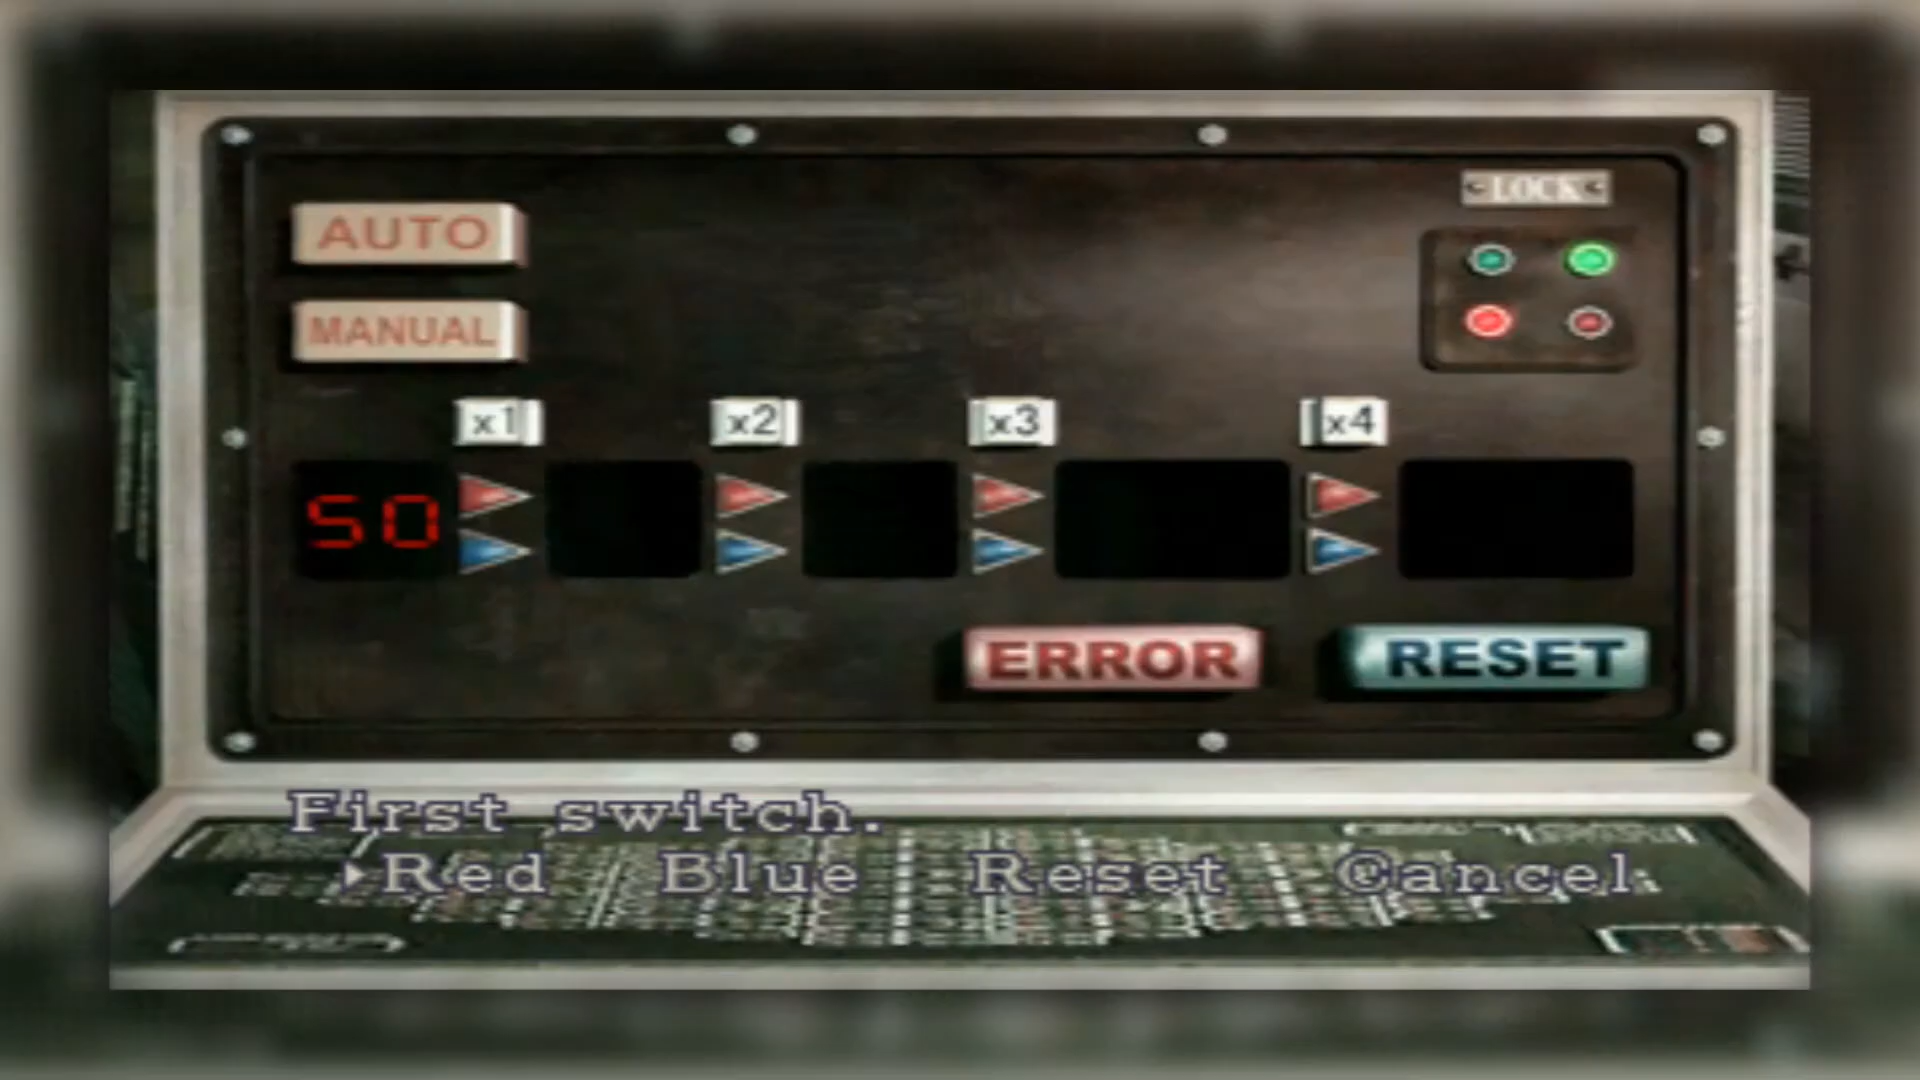 LOCK
AUTO
MANUAL
x1 x2 x3 x4
50
ERROR RESET
First switch.
Red Blue Reset Cancel